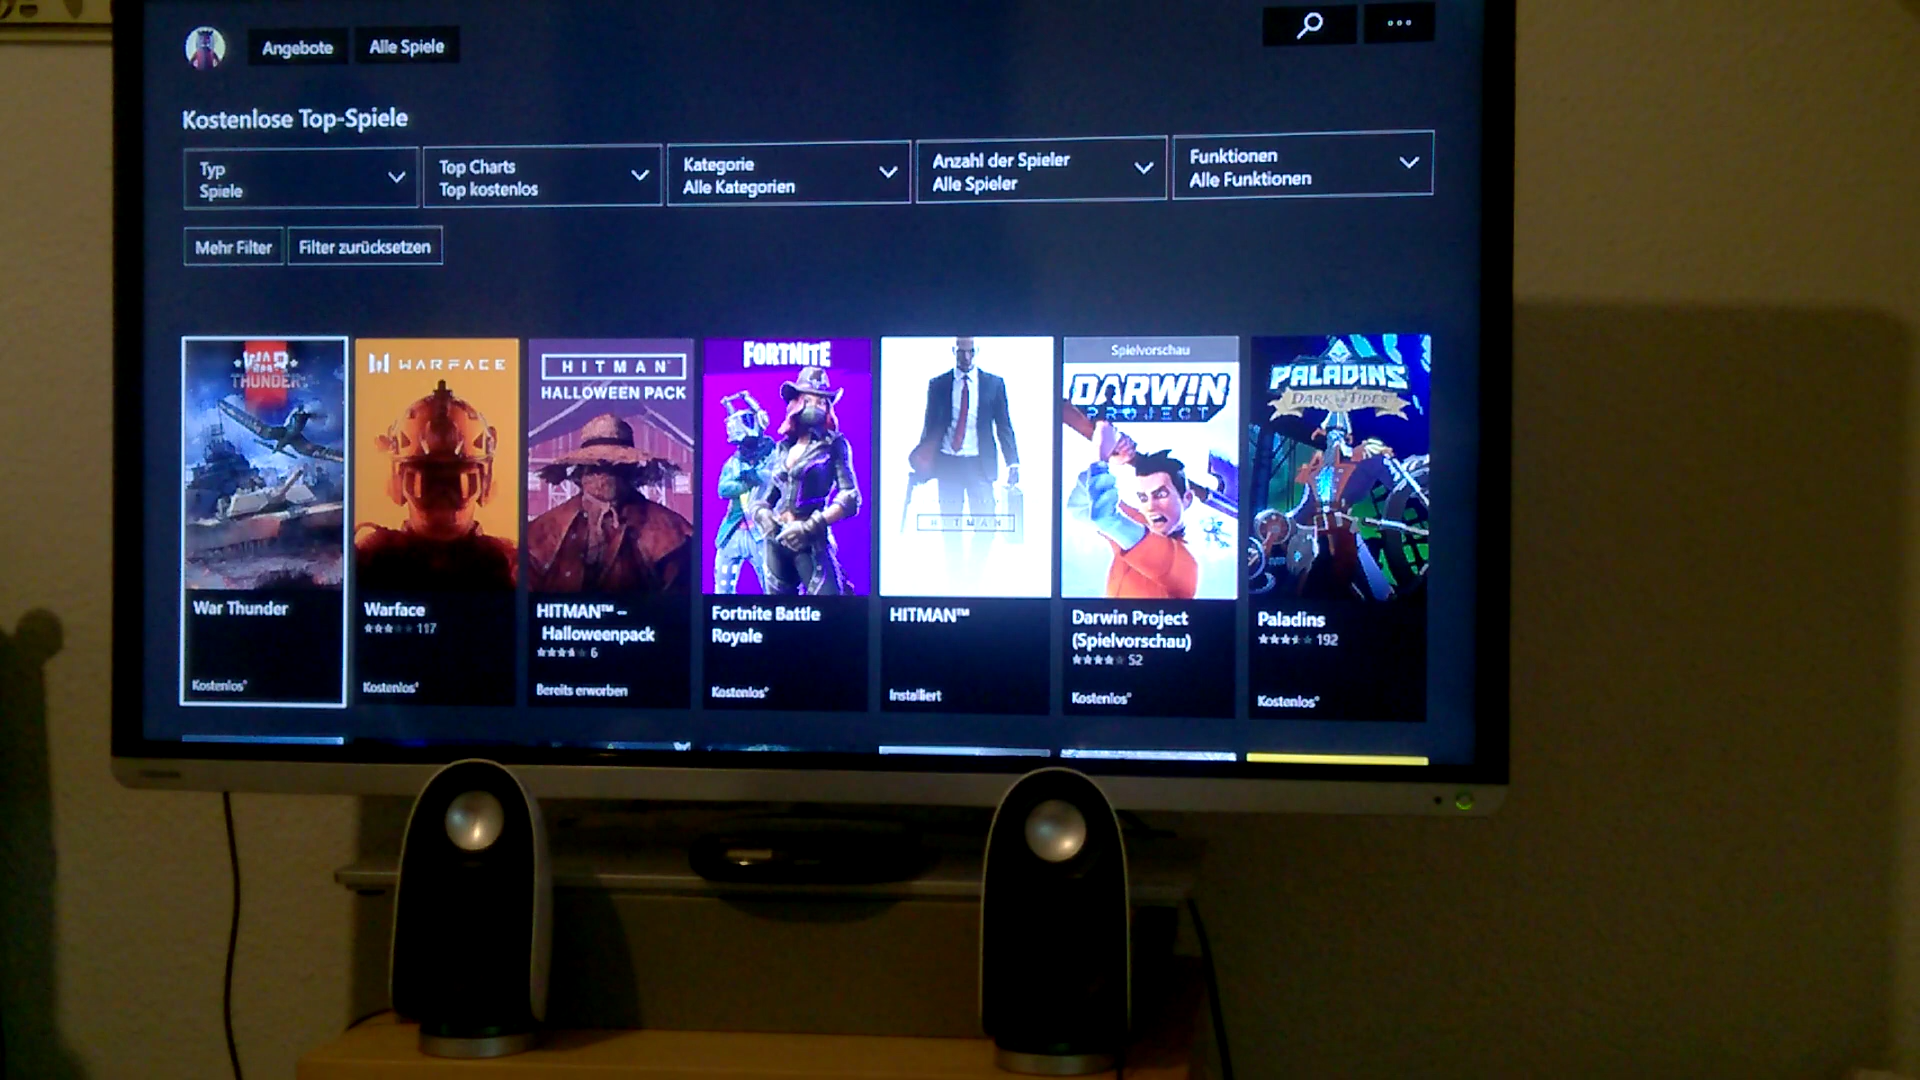 Angebote
Alle Spiele
Kostenlose Top-Spiele
Typ
Spiele
Top Charts
Top kostenlos
Kategorie
Alle Kategorien
Anzahl der Spieler
Alle Spieler
Funktionen
Alle Funktionen
Mehr Filter
Filter zurücksetzen
WAR
THUNDER
War Thunder
Kostenlos*
WARFACE
Warface
117
Kostenlos*
HITMAN™
HALLOWEEN PACK
HITMAN™ –
Halloweenpack
6
Bereits erworben
FORTNITE
Fortnite Battle
Royale
Kostenlos*
HITMAN
HITMAN™
Installiert
Spielvorschau
DARWIN
PROJECT
Darwin Project
(Spielvorschau)
52
Kostenlos*
PALADINS
DARK TIDES
Paladins
192
Kostenlos*